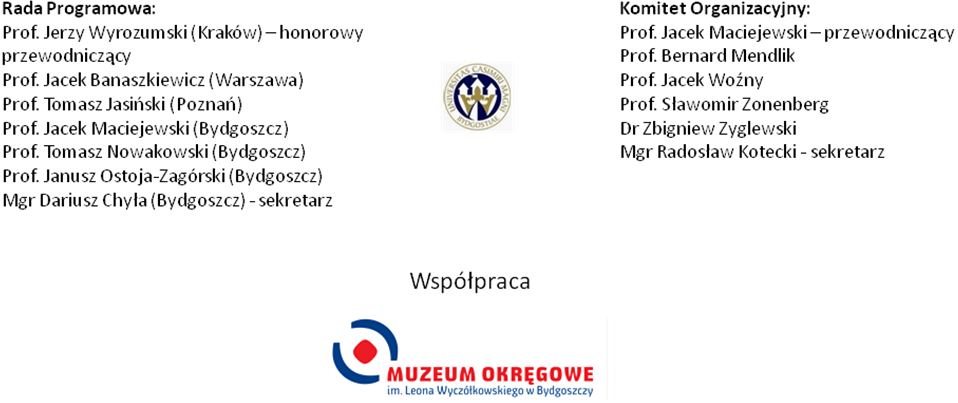 Rada Programowa:
Prof. Jerzy Wyrozumski (Kraków) – honorowy
przewodniczący
Prof. Jacek Banaszkiewicz (Warszawa)
Prof. Tomasz Jasiński (Poznań)
Prof. Jacek Maciejewski (Bydgoszcz)
Prof. Tomasz Nowakowski (Bydgoszcz)
Prof. Janusz Ostoja-Zagórski (Bydgoszcz)
Mgr Dariusz Chyła (Bydgoszcz) - sekretarz
UNIVERSITAS CASIMIRI MAGNI
BYDGOSTIAE
Komitet Organizacyjny:
Prof. Jacek Maciejewski – przewodniczący
Prof. Bernard Mendlik
Prof. Jacek Woźny
Prof. Sławomir Zonenberg
Dr Zbigniew Zyglewski
Mgr Radosław Kotecki - sekretarz
Współpraca
MUZEUM OKRĘGOWE
im. Leona Wyczółkowskiego w Bydgoszczy